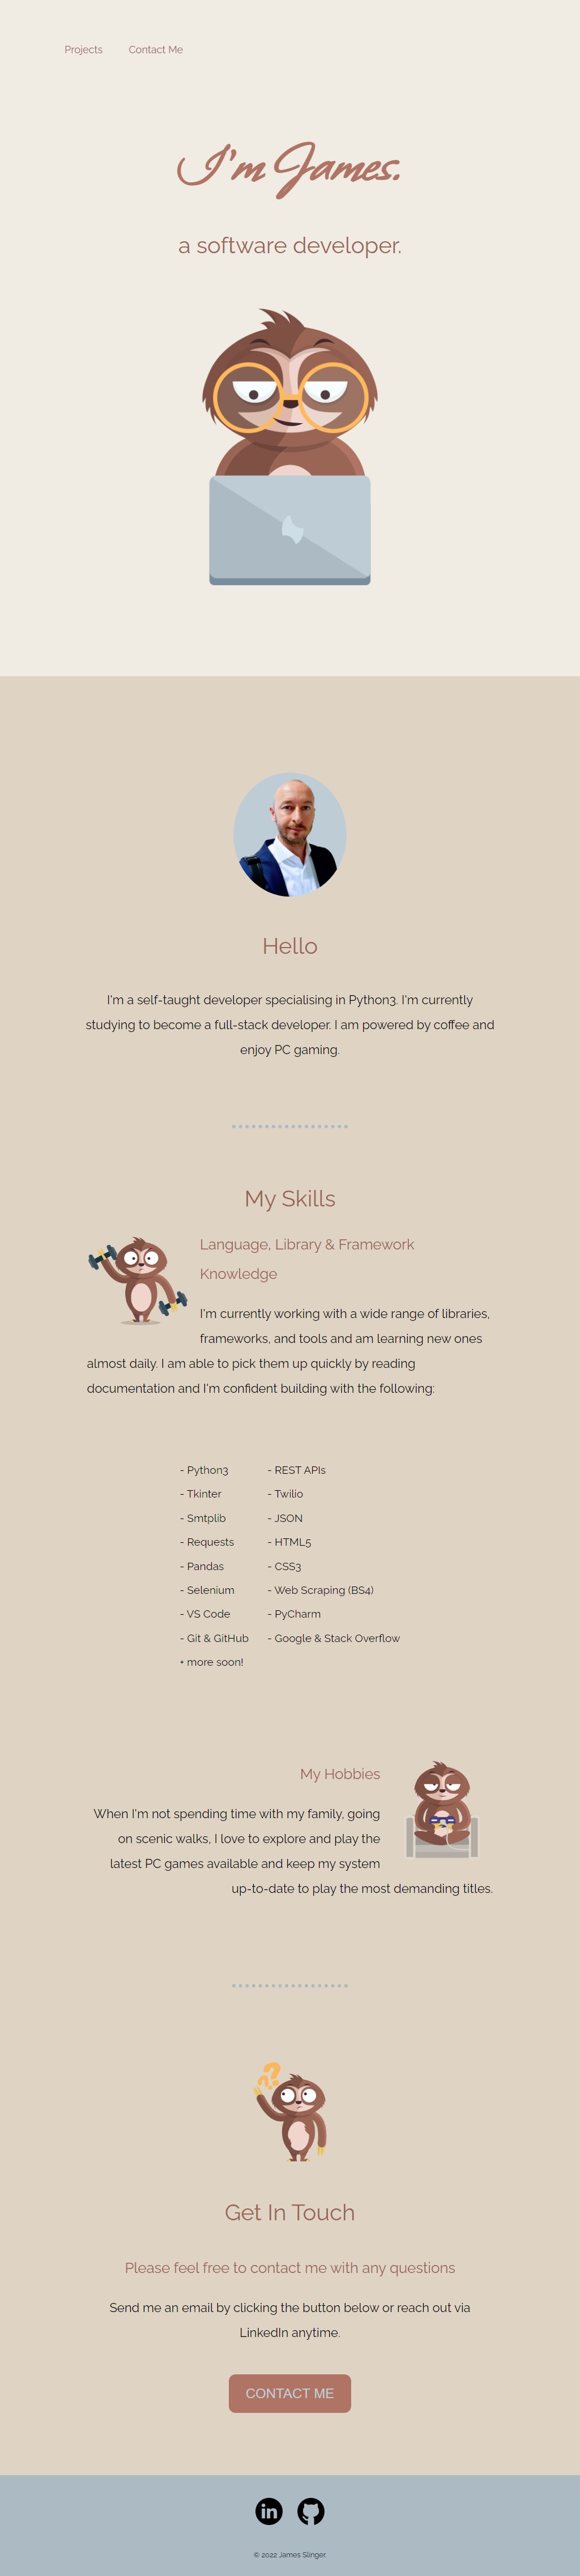 Projects
Contact Me
I'm James.
a software developer.
Hello
I'm a self-taught developer specialising in Python3. I'm currently
studying to become a full-stack developer. I am powered by coffee and
enjoy PC gaming.
My Skills
Language, Library & Framework
Knowledge
I'm currently working with a wide range of libraries,
frameworks, and tools and am learning new ones
almost daily. I am able to pick them up quickly by reading
documentation and I'm confident building with the following:
- Python3
- Tkinter
- Smtplib
- Requests
- Pandas
- Selenium
- VS Code
- Git & GitHub
+ more soon!
- REST APIs
- Twilio
- JSON
- HTML5
- CSS3
- Web Scraping (BS4)
- PyCharm
- Google & Stack Overflow
My Hobbies
When I'm not spending time with my family, going
on scenic walks, I love to explore and play the
latest PC games available and keep my system
up-to-date to play the most demanding titles.
??
Get In Touch
Please feel free to contact me with any questions
Send me an email by clicking the button below or reach out via
LinkedIn anytime.
CONTACT ME
in
© 2022 James Slinger.